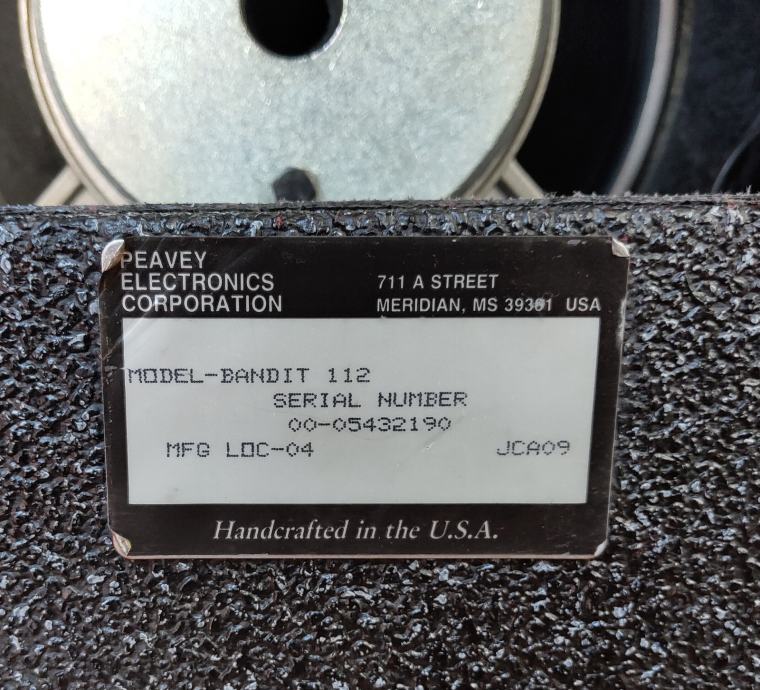 PEAVEY
ELECTRONICS
CORPORATION
711 A STREET
MERIDIAN, MS 39301 USA
MODEL-BANDIT 112
SERIAL NUMBER
00-05432190
MFG LOC-04 JCA09
Handcrafted in the U.S.A.